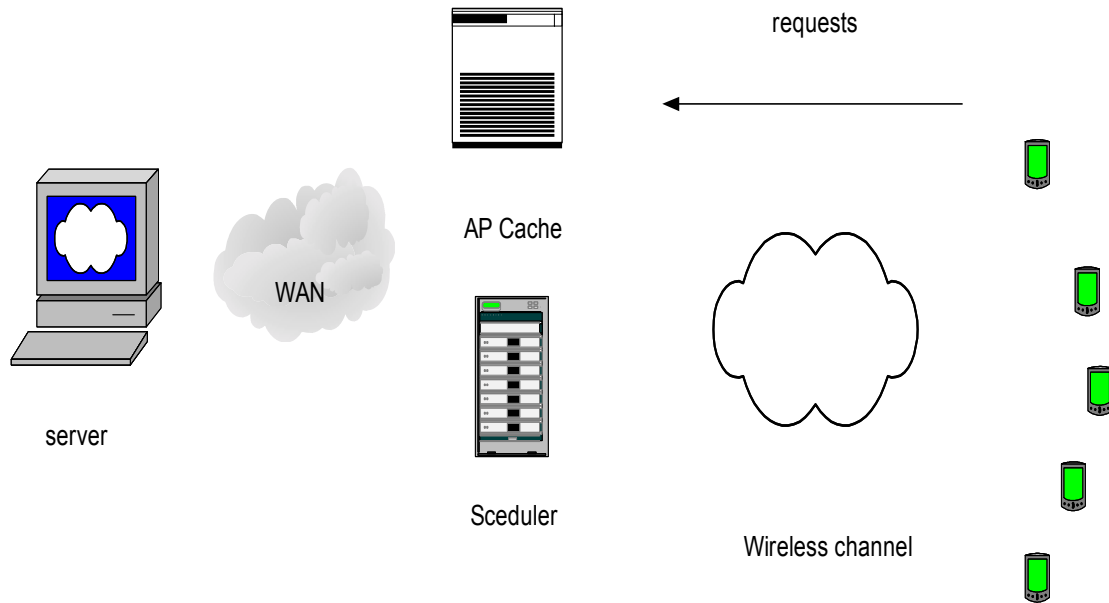 requests
AP Cache
WAN
server
Sceduler
Wireless channel